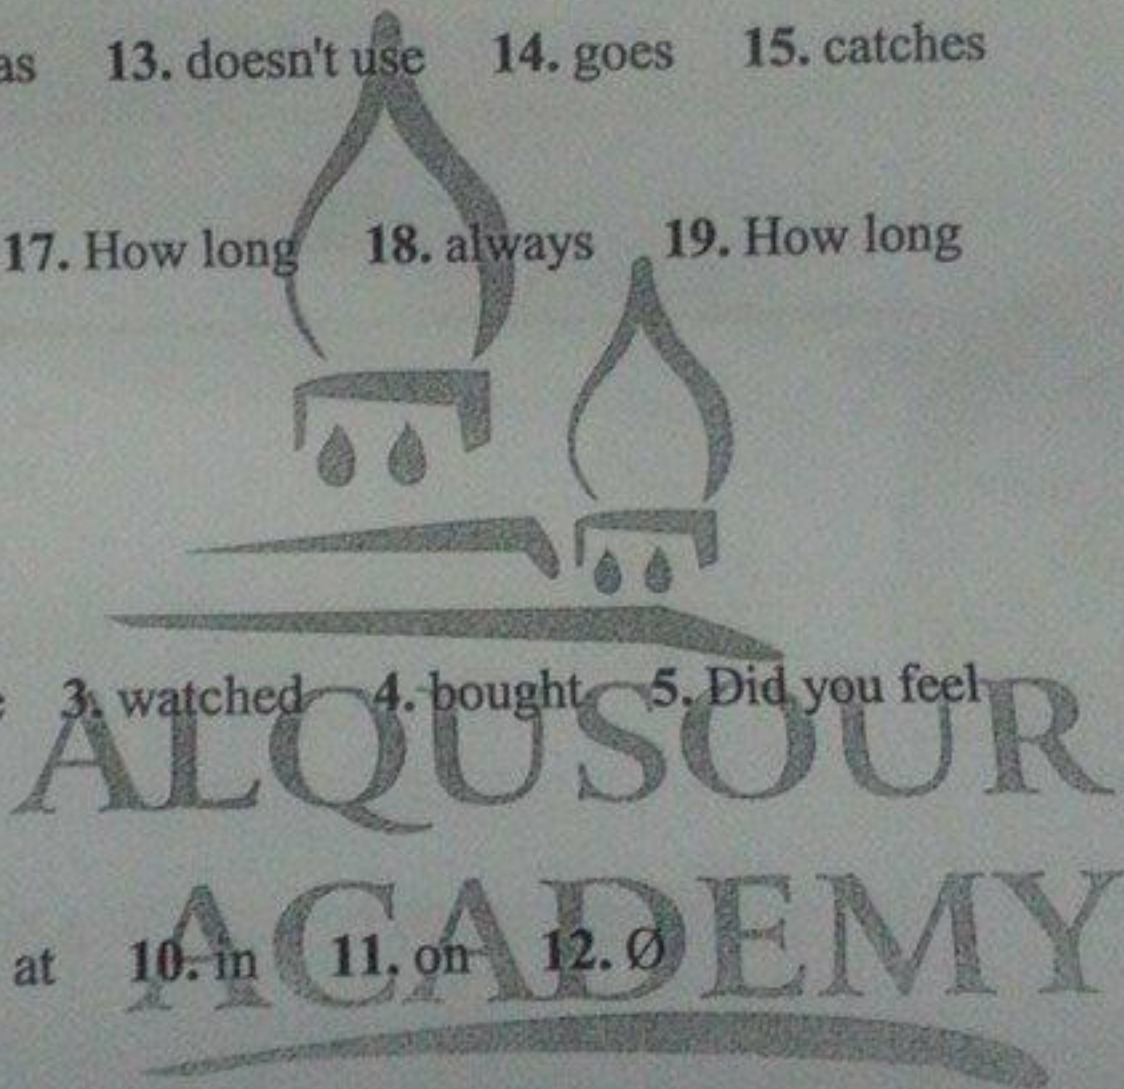 as 13. doesn't use 14. goes 15. catches
17. How long 18. always 19. How long
3. watched 4. bought 5. Did you feel
ALQUSOUR
at 10. in 11. on 12. Ø
ACADEMY